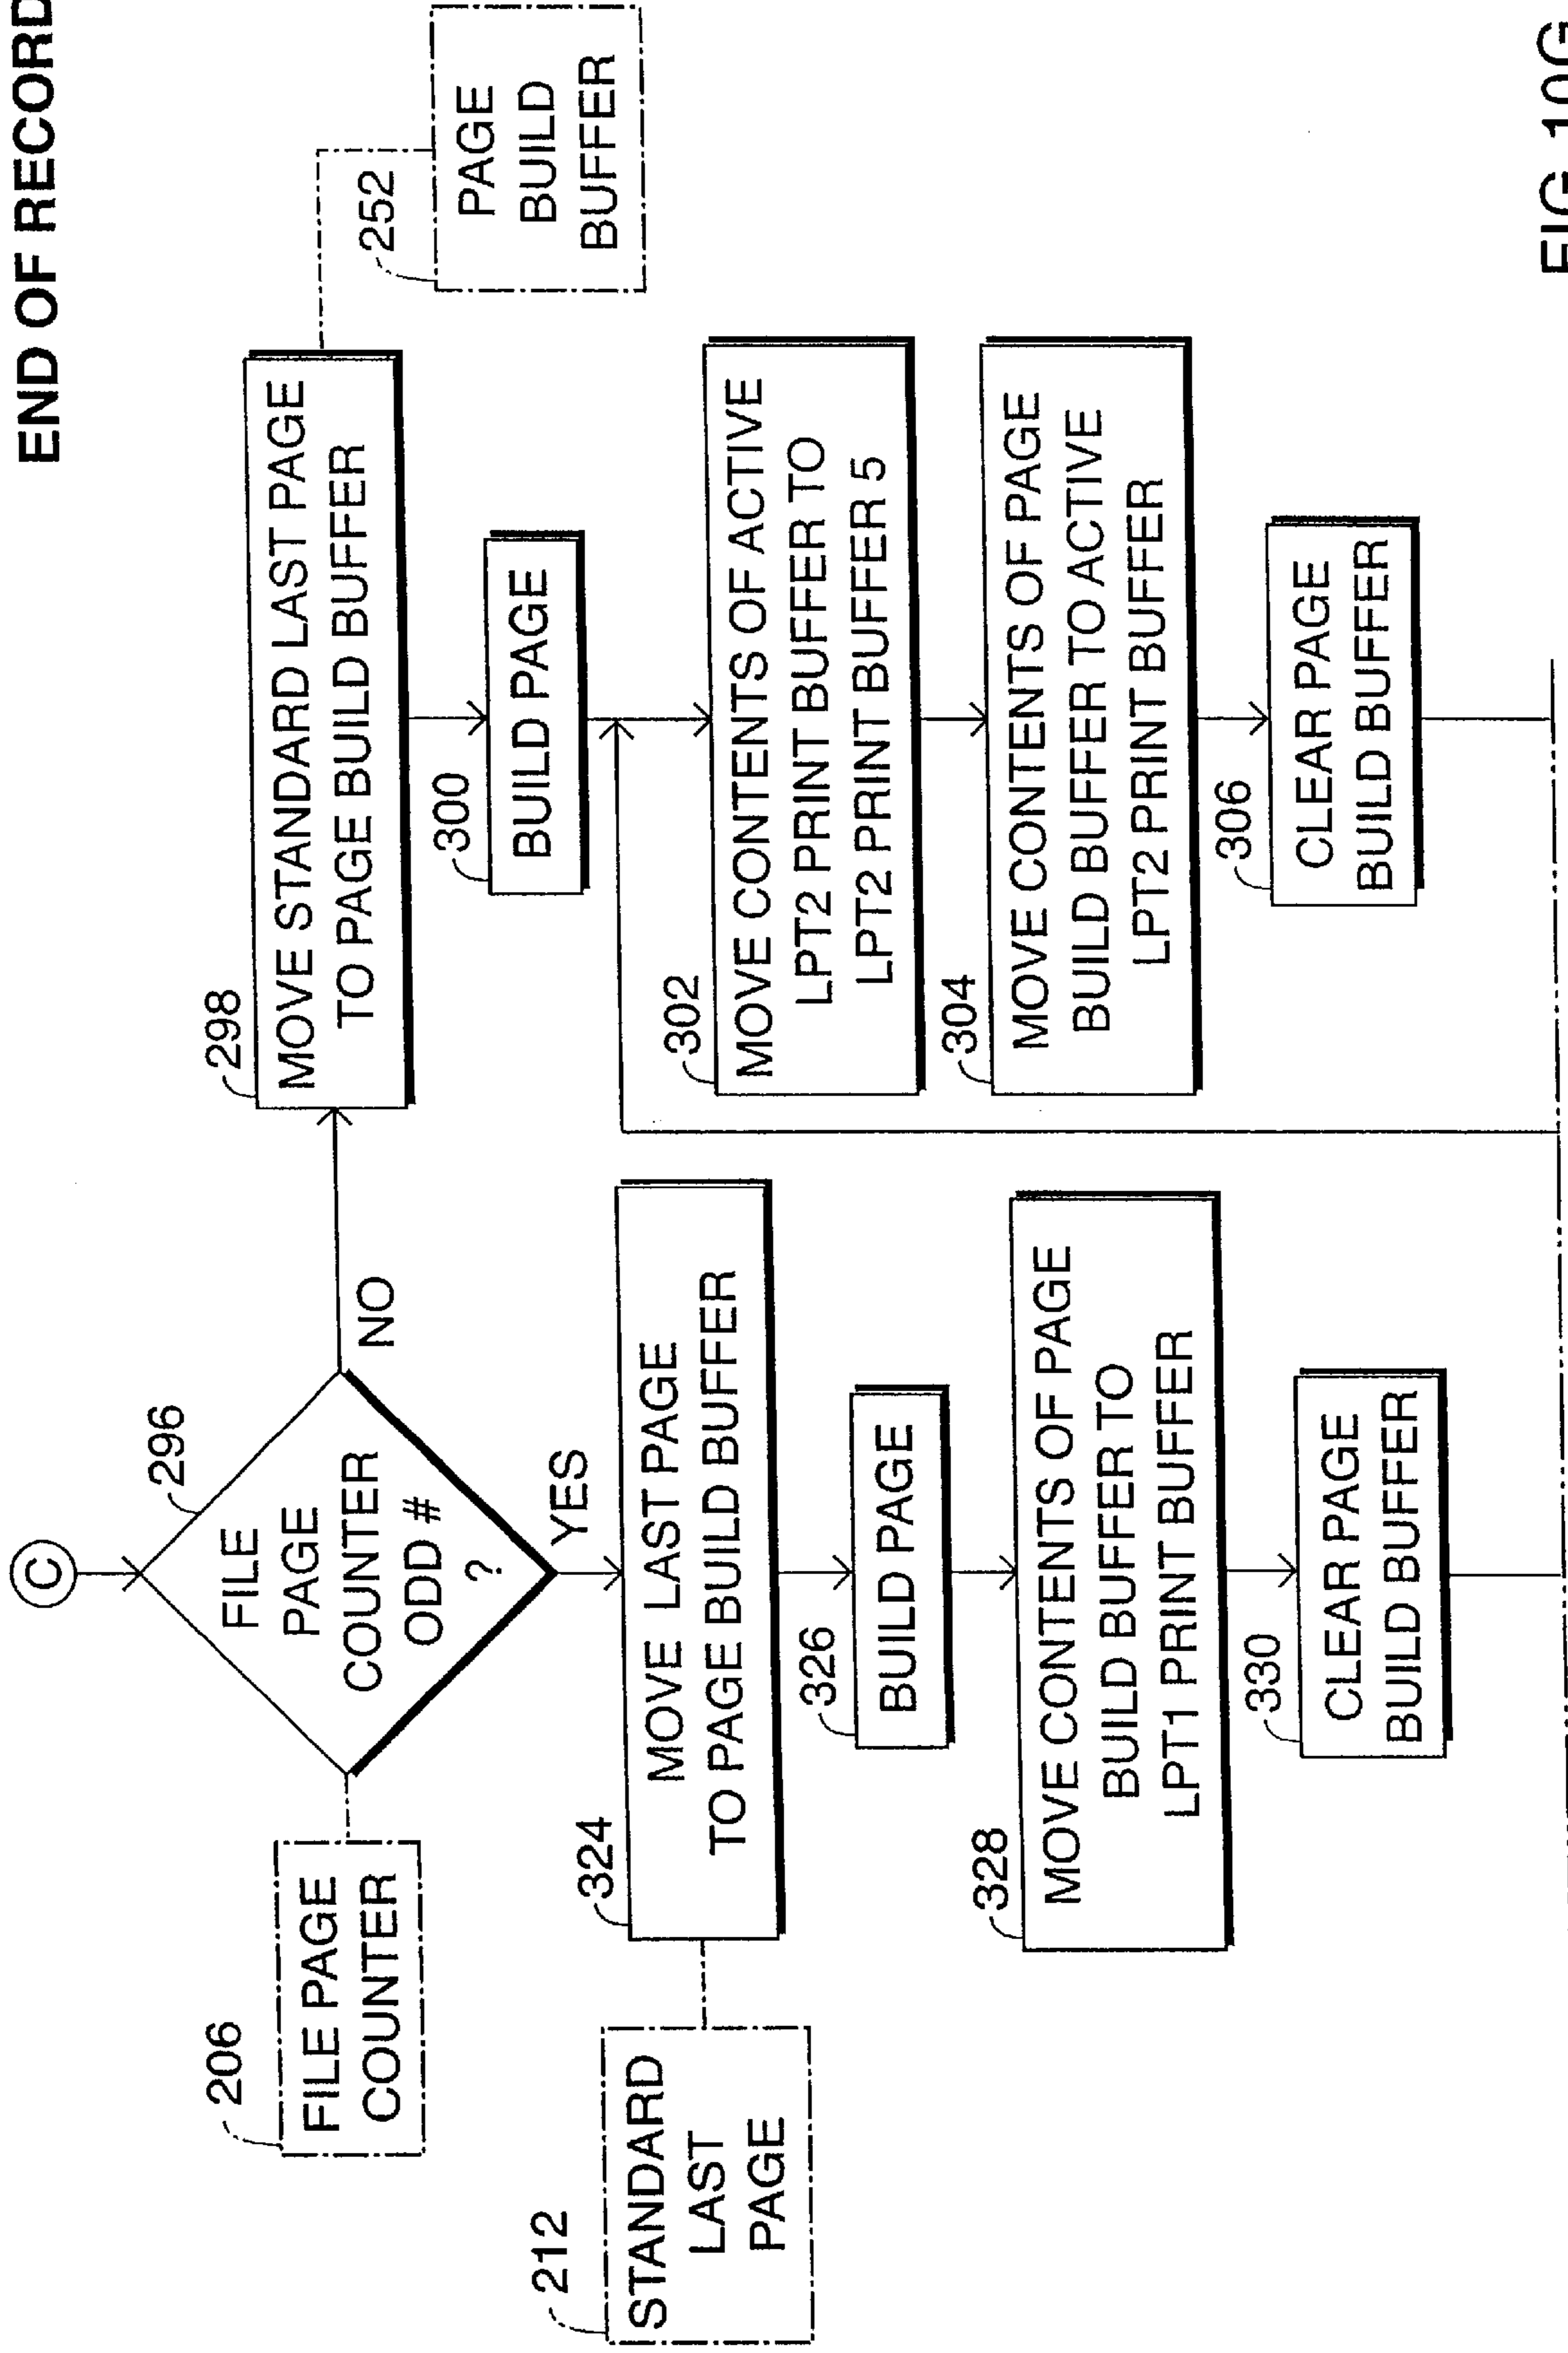 END OF RECORD
C
296
FILE
PAGE
COUNTER
ODD #
?
NO
YES
206
FILE PAGE
COUNTER
298
MOVE STANDARD LAST PAGE
TO PAGE BUILD BUFFER
252
PAGE
BUILD
BUFFER
300
BUILD PAGE
302
MOVE CONTENTS OF ACTIVE
LPT2 PRINT BUFFER TO
LPT2 PRINT BUFFER 5
304
MOVE CONTENTS OF PAGE
BUILD BUFFER TO ACTIVE
LPT2 PRINT BUFFER
306
CLEAR PAGE
BUILD BUFFER
212
STANDARD
LAST
PAGE
324
MOVE LAST PAGE
TO PAGE BUILD BUFFER
326
BUILD PAGE
328
MOVE CONTENTS OF PAGE
BUILD BUFFER TO
LPT1 PRINT BUFFER
330
CLEAR PAGE
BUILD BUFFER